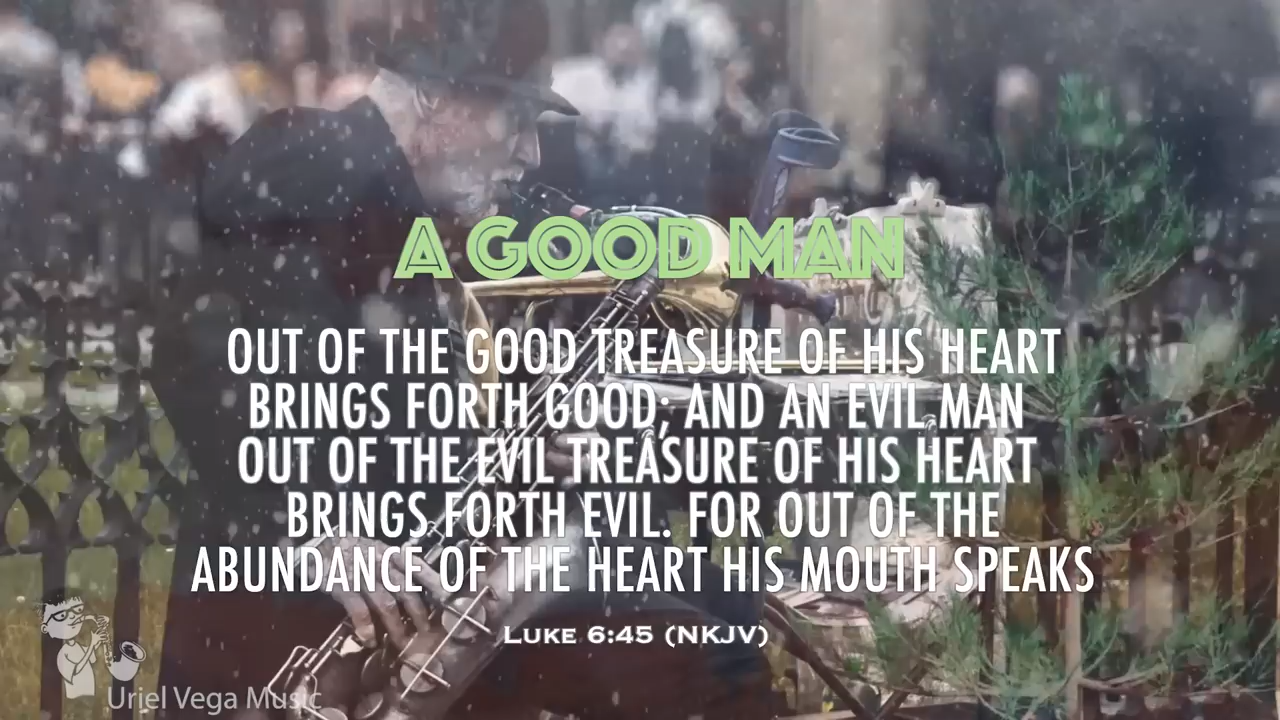 A GOOD MAN
OUT OF THE GOOD TREASURE OF HIS HEART
BRINGS FORTH GOOD; AND AN EVIL MAN
OUT OF THE EVIL TREASURE OF HIS HEART
BRINGS FORTH EVIL. FOR OUT OF THE
ABUNDANCE OF THE HEART HIS MOUTH SPEAKS
LUKE 6:45 (NKJV)
Uriel Vega Music